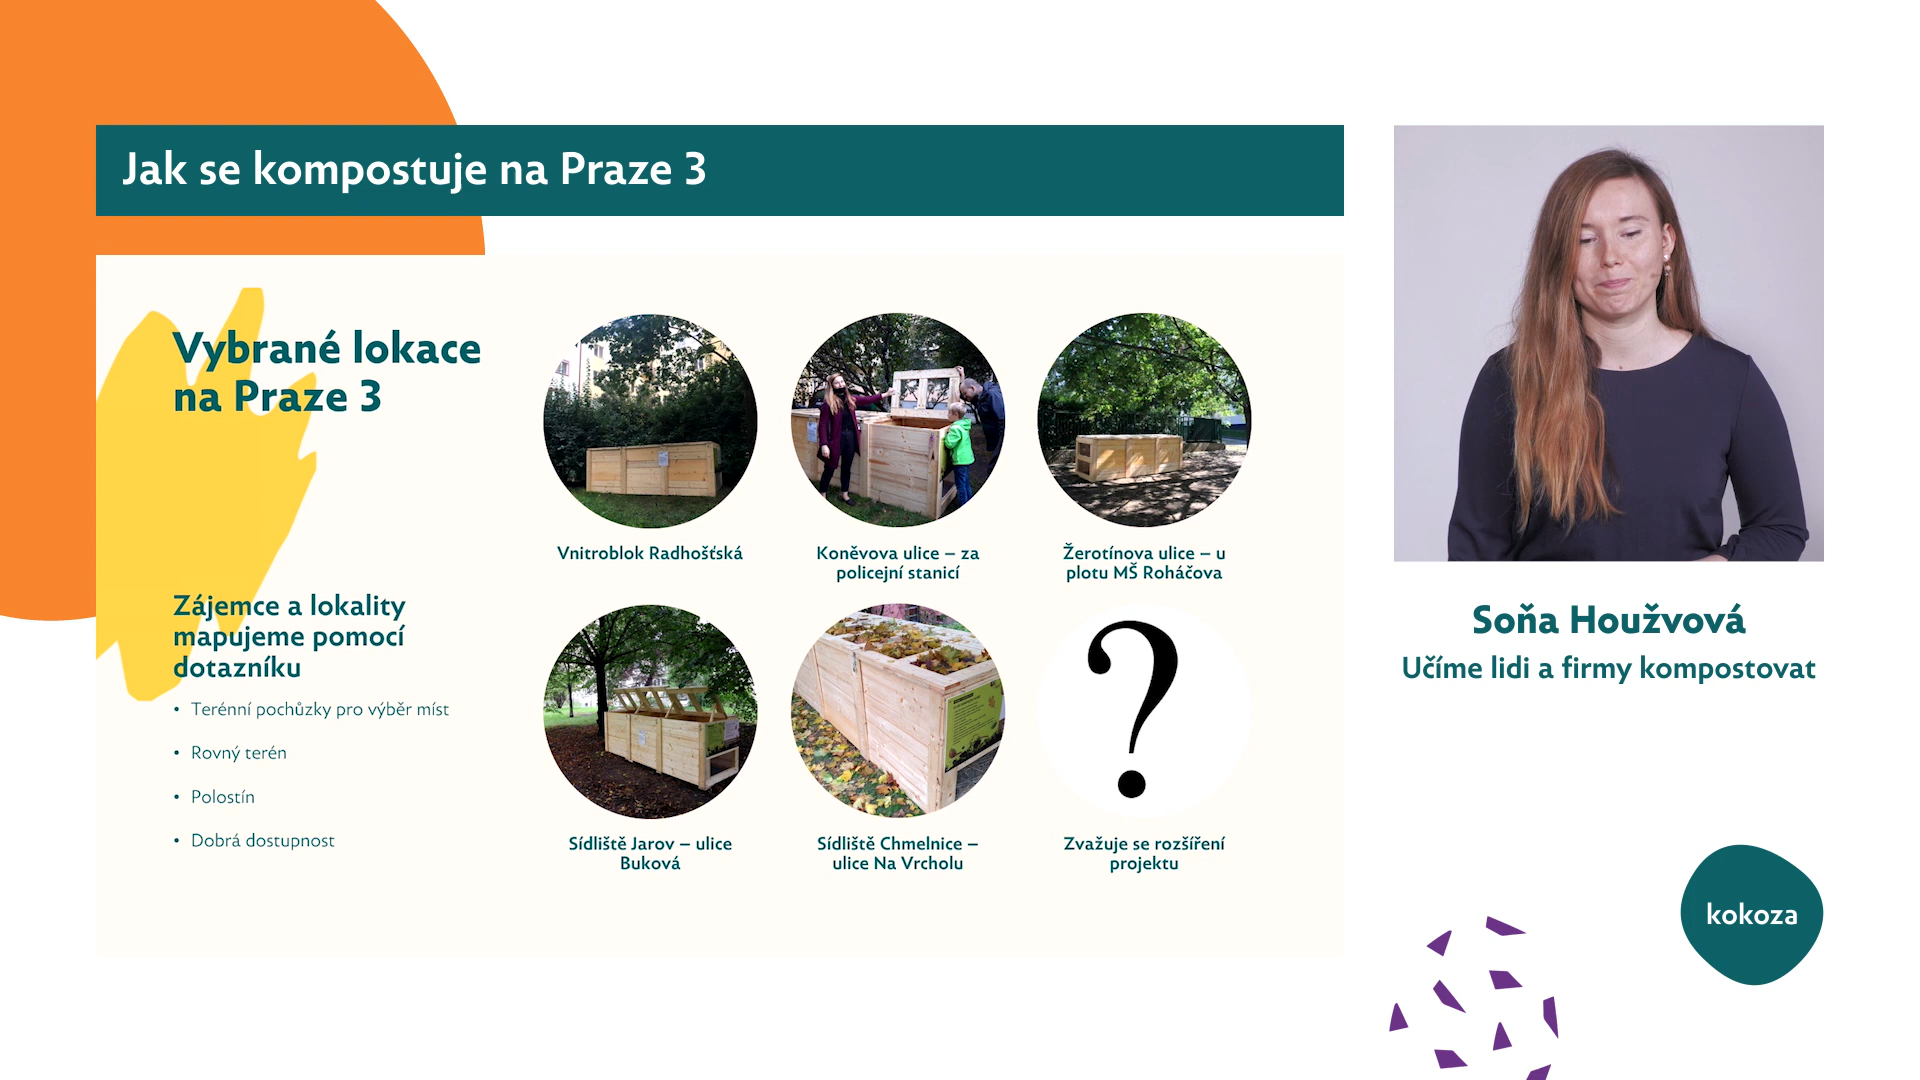 Jak se kompostuje na Praze 3
Vybrané lokace
na Praze 3
Zájemce a lokality
mapujeme pomocí
dotazníku
• Terénní pochůzky pro výběr míst
• Rovný terén
• Polostín
• Dobrá dostupnost
Vnitroblok Radhošťská
Koněvova ulice – za
policejní stanicí
Žerotínova ulice – u
plotu MŠ Roháčova
Sídliště Jarov – ulice
Buková
Sídliště Chmelnice –
ulice Na Vrcholu
?
Zvažuje se rozšíření
projektu
Soňa Houžvová
Učíme lidi a firmy kompostovat
kokoza